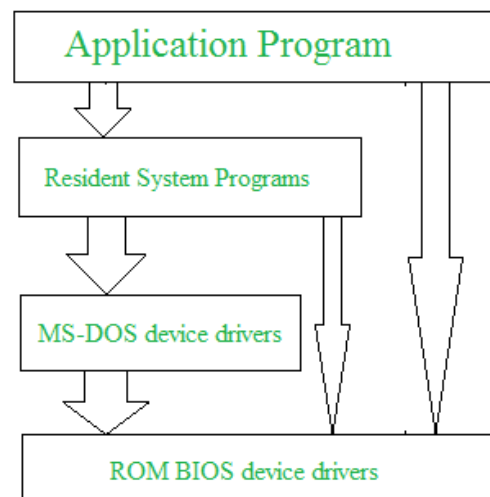 Application Program
Resident System Programs
MS-DOS device drivers
ROM BIOS device drivers